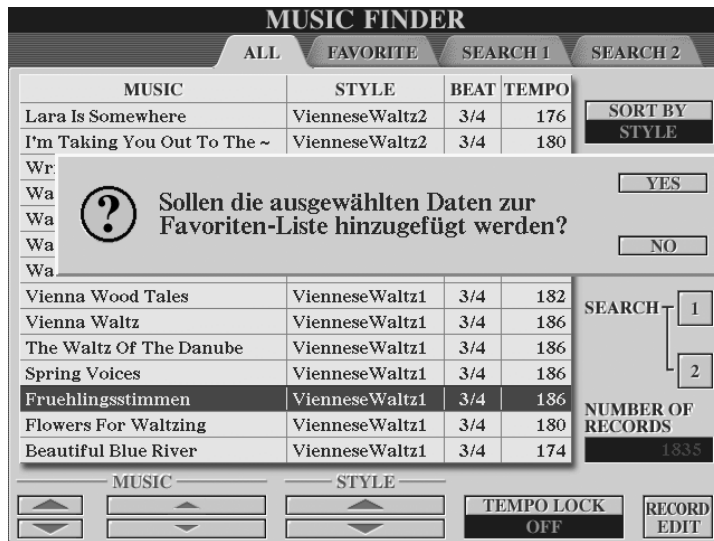 MUSIC FINDER
ALL FAVORITE SEARCH 1 SEARCH 2
MUSIC STYLE BEAT TEMPO
Lara Is Somewhere VienneseWaltz2 3/4 176
I'm Taking You Out To The ~ VienneseWaltz2 3/4 180
SORT BY
STYLE
Sollen die ausgewählten Daten zur
Favoriten-Liste hinzugefügt werden?
YES
NO
Vienna Wood Tales VienneseWaltz1 3/4 182
Vienna Waltz VienneseWaltz1 3/4 186
The Waltz Of The Danube VienneseWaltz1 3/4 186
Spring Voices VienneseWaltz1 3/4 186
Fruehlingsstimmen VienneseWaltz1 3/4 186
Flowers For Waltzing VienneseWaltz1 3/4 180
Beautiful Blue River VienneseWaltz1 3/4 174
SEARCH 1
2
NUMBER OF
RECORDS
1835
MUSIC STYLE
TEMPO LOCK
OFF
RECORD
EDIT